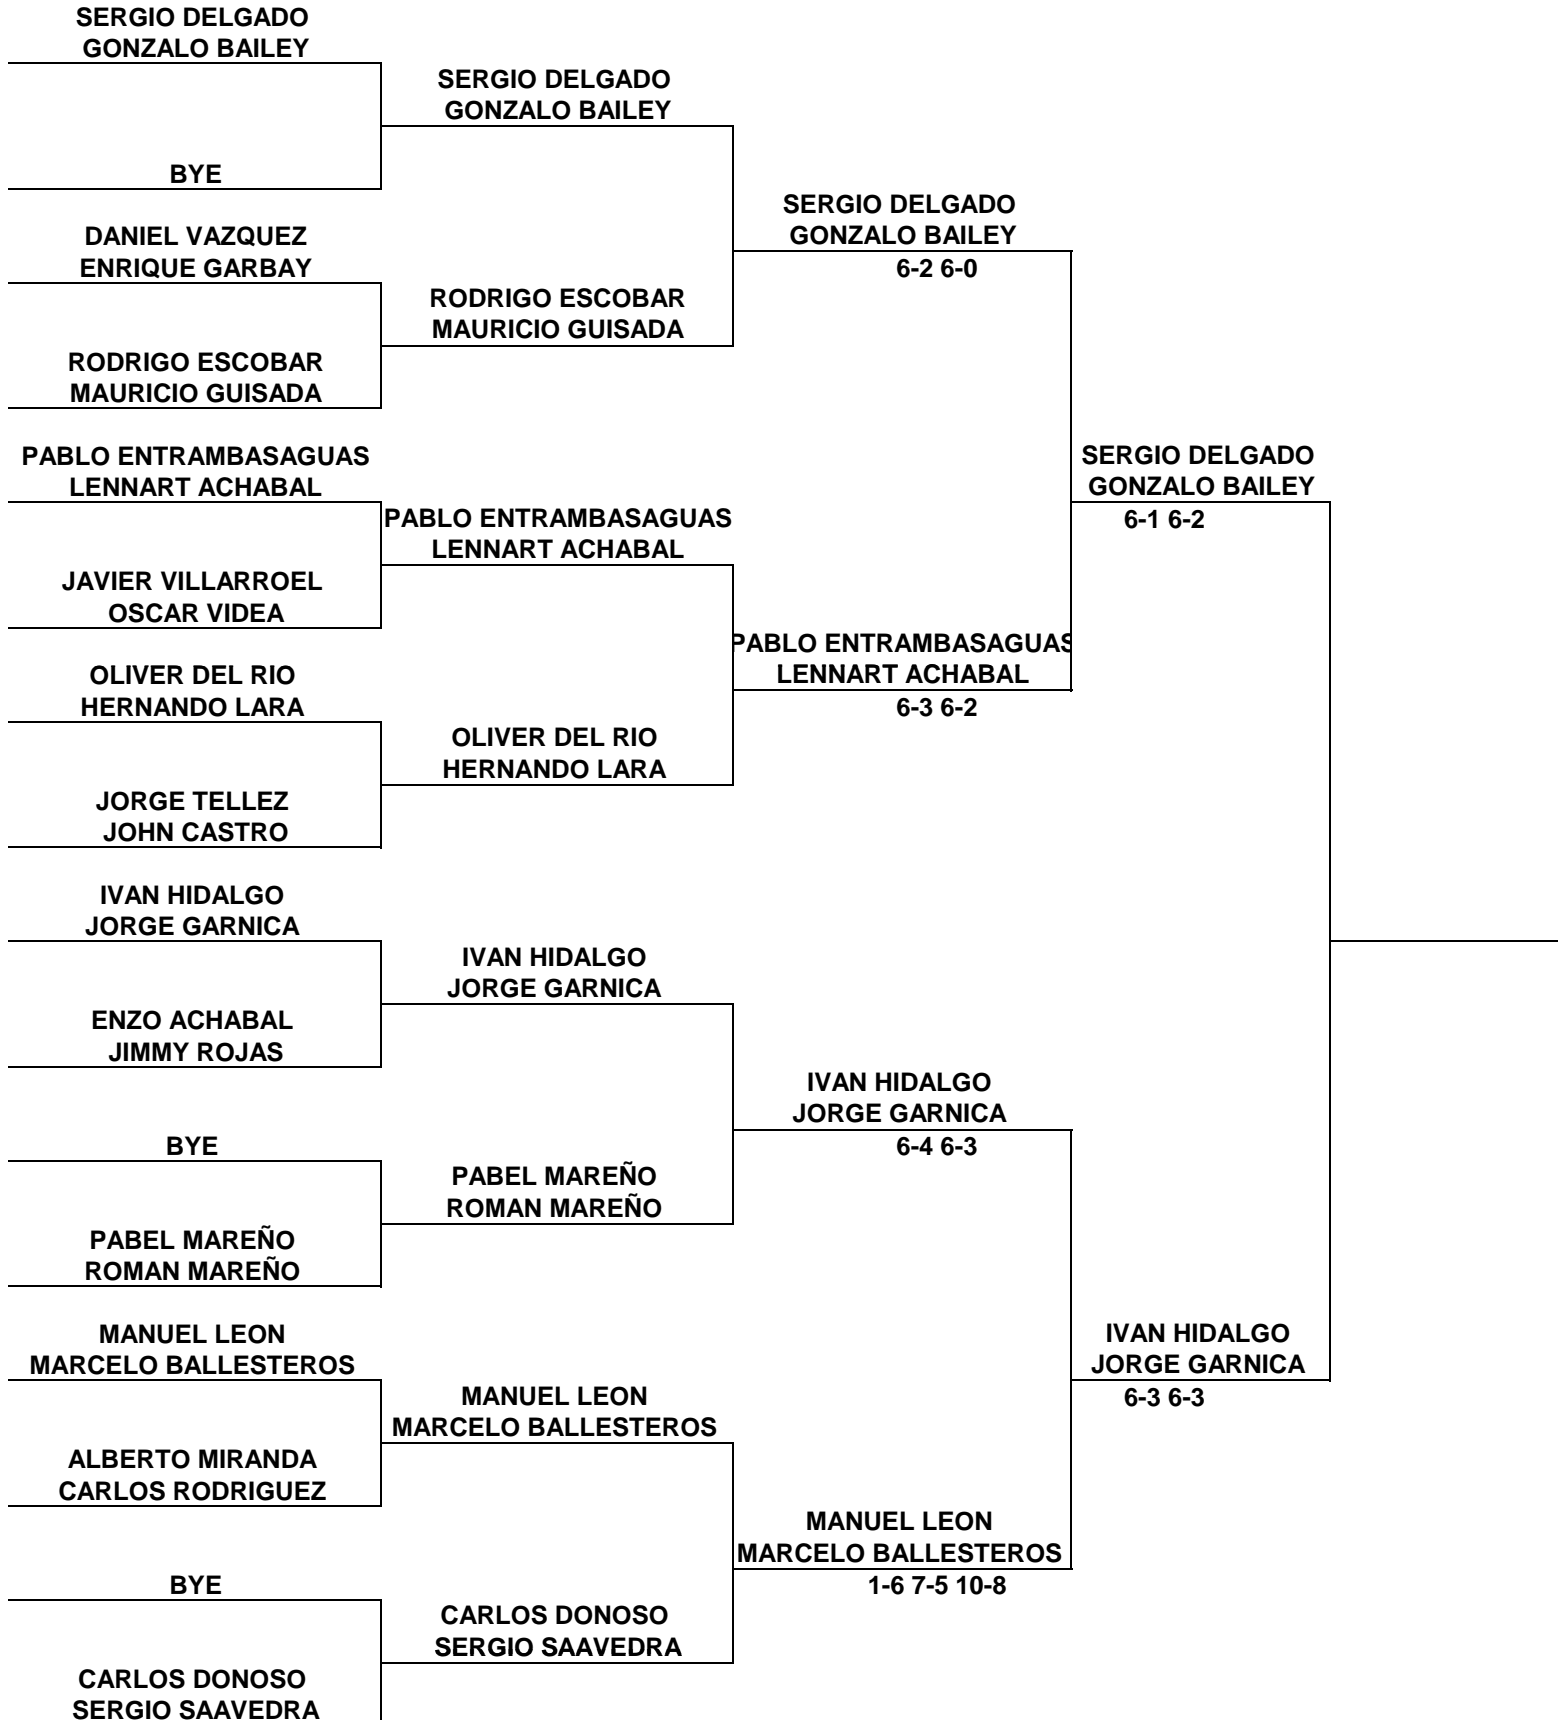 SERGIO DELGADO
GONZALO BAILEY
BYE
DANIEL VAZQUEZ
ENRIQUE GARBAY
RODRIGO ESCOBAR
MAURICIO GUISADA
PABLO ENTRAMBASAGUAS
LENNART ACHABAL
JAVIER VILLARROEL
OSCAR VIDEA
OLIVER DEL RIO
HERNANDO LARA
JORGE TELLEZ
JOHN CASTRO
IVAN HIDALGO
JORGE GARNICA
ENZO ACHABAL
JIMMY ROJAS
BYE
PABEL MAREÑO
ROMAN MAREÑO
MANUEL LEON
MARCELO BALLESTEROS
ALBERTO MIRANDA
CARLOS RODRIGUEZ
BYE
CARLOS DONOSO
SERGIO SAAVEDRA
SERGIO DELGADO
GONZALO BAILEY
RODRIGO ESCOBAR
MAURICIO GUISADA
PABLO ENTRAMBASAGUAS
LENNART ACHABAL
OLIVER DEL RIO
HERNANDO LARA
IVAN HIDALGO
JORGE GARNICA
PABEL MAREÑO
ROMAN MAREÑO
MANUEL LEON
MARCELO BALLESTEROS
CARLOS DONOSO
SERGIO SAAVEDRA
SERGIO DELGADO
GONZALO BAILEY
6-2 6-0
PABLO ENTRAMBASAGUAS
LENNART ACHABAL
6-3 6-2
IVAN HIDALGO
JORGE GARNICA
6-4 6-3
MANUEL LEON
MARCELO BALLESTEROS
1-6 7-5 10-8
SERGIO DELGADO
GONZALO BAILEY
6-1 6-2
IVAN HIDALGO
JORGE GARNICA
6-3 6-3